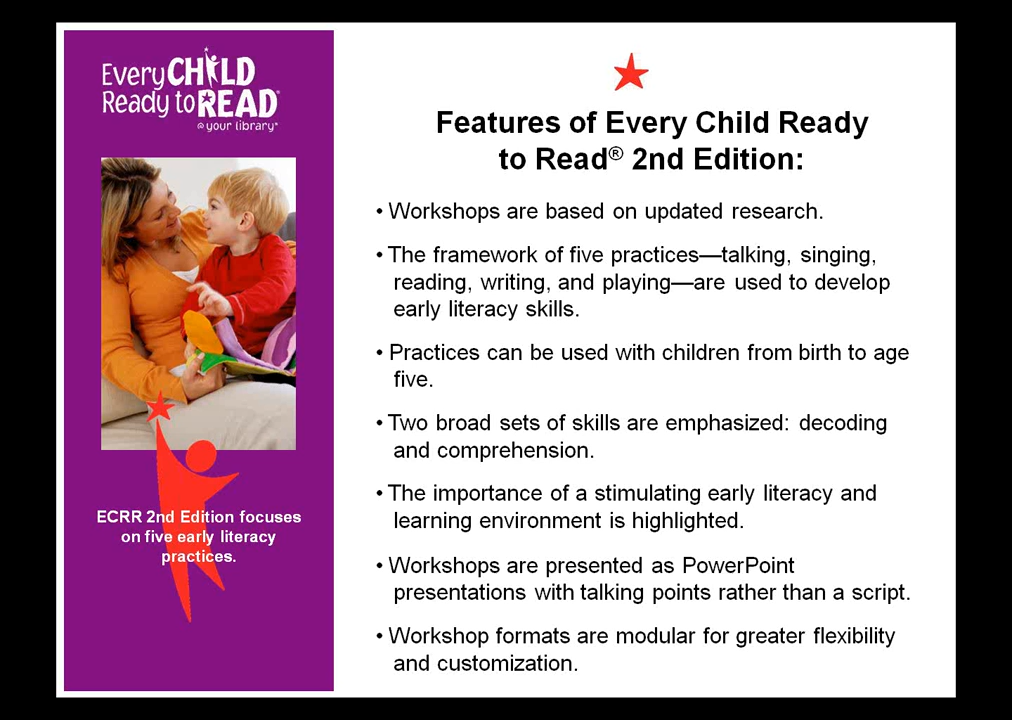 Every CHILD
Ready to READ®
@ your library®
ECRR 2nd Edition focuses
on five early literacy
practices.
Features of Every Child Ready
to Read® 2nd Edition:
• Workshops are based on updated research.
• The framework of five practices—talking, singing,
reading, writing, and playing—are used to develop
early literacy skills.
• Practices can be used with children from birth to age
five.
• Two broad sets of skills are emphasized: decoding
and comprehension.
• The importance of a stimulating early literacy and
learning environment is highlighted.
• Workshops are presented as PowerPoint
presentations with talking points rather than a script.
• Workshop formats are modular for greater flexibility
and customization.